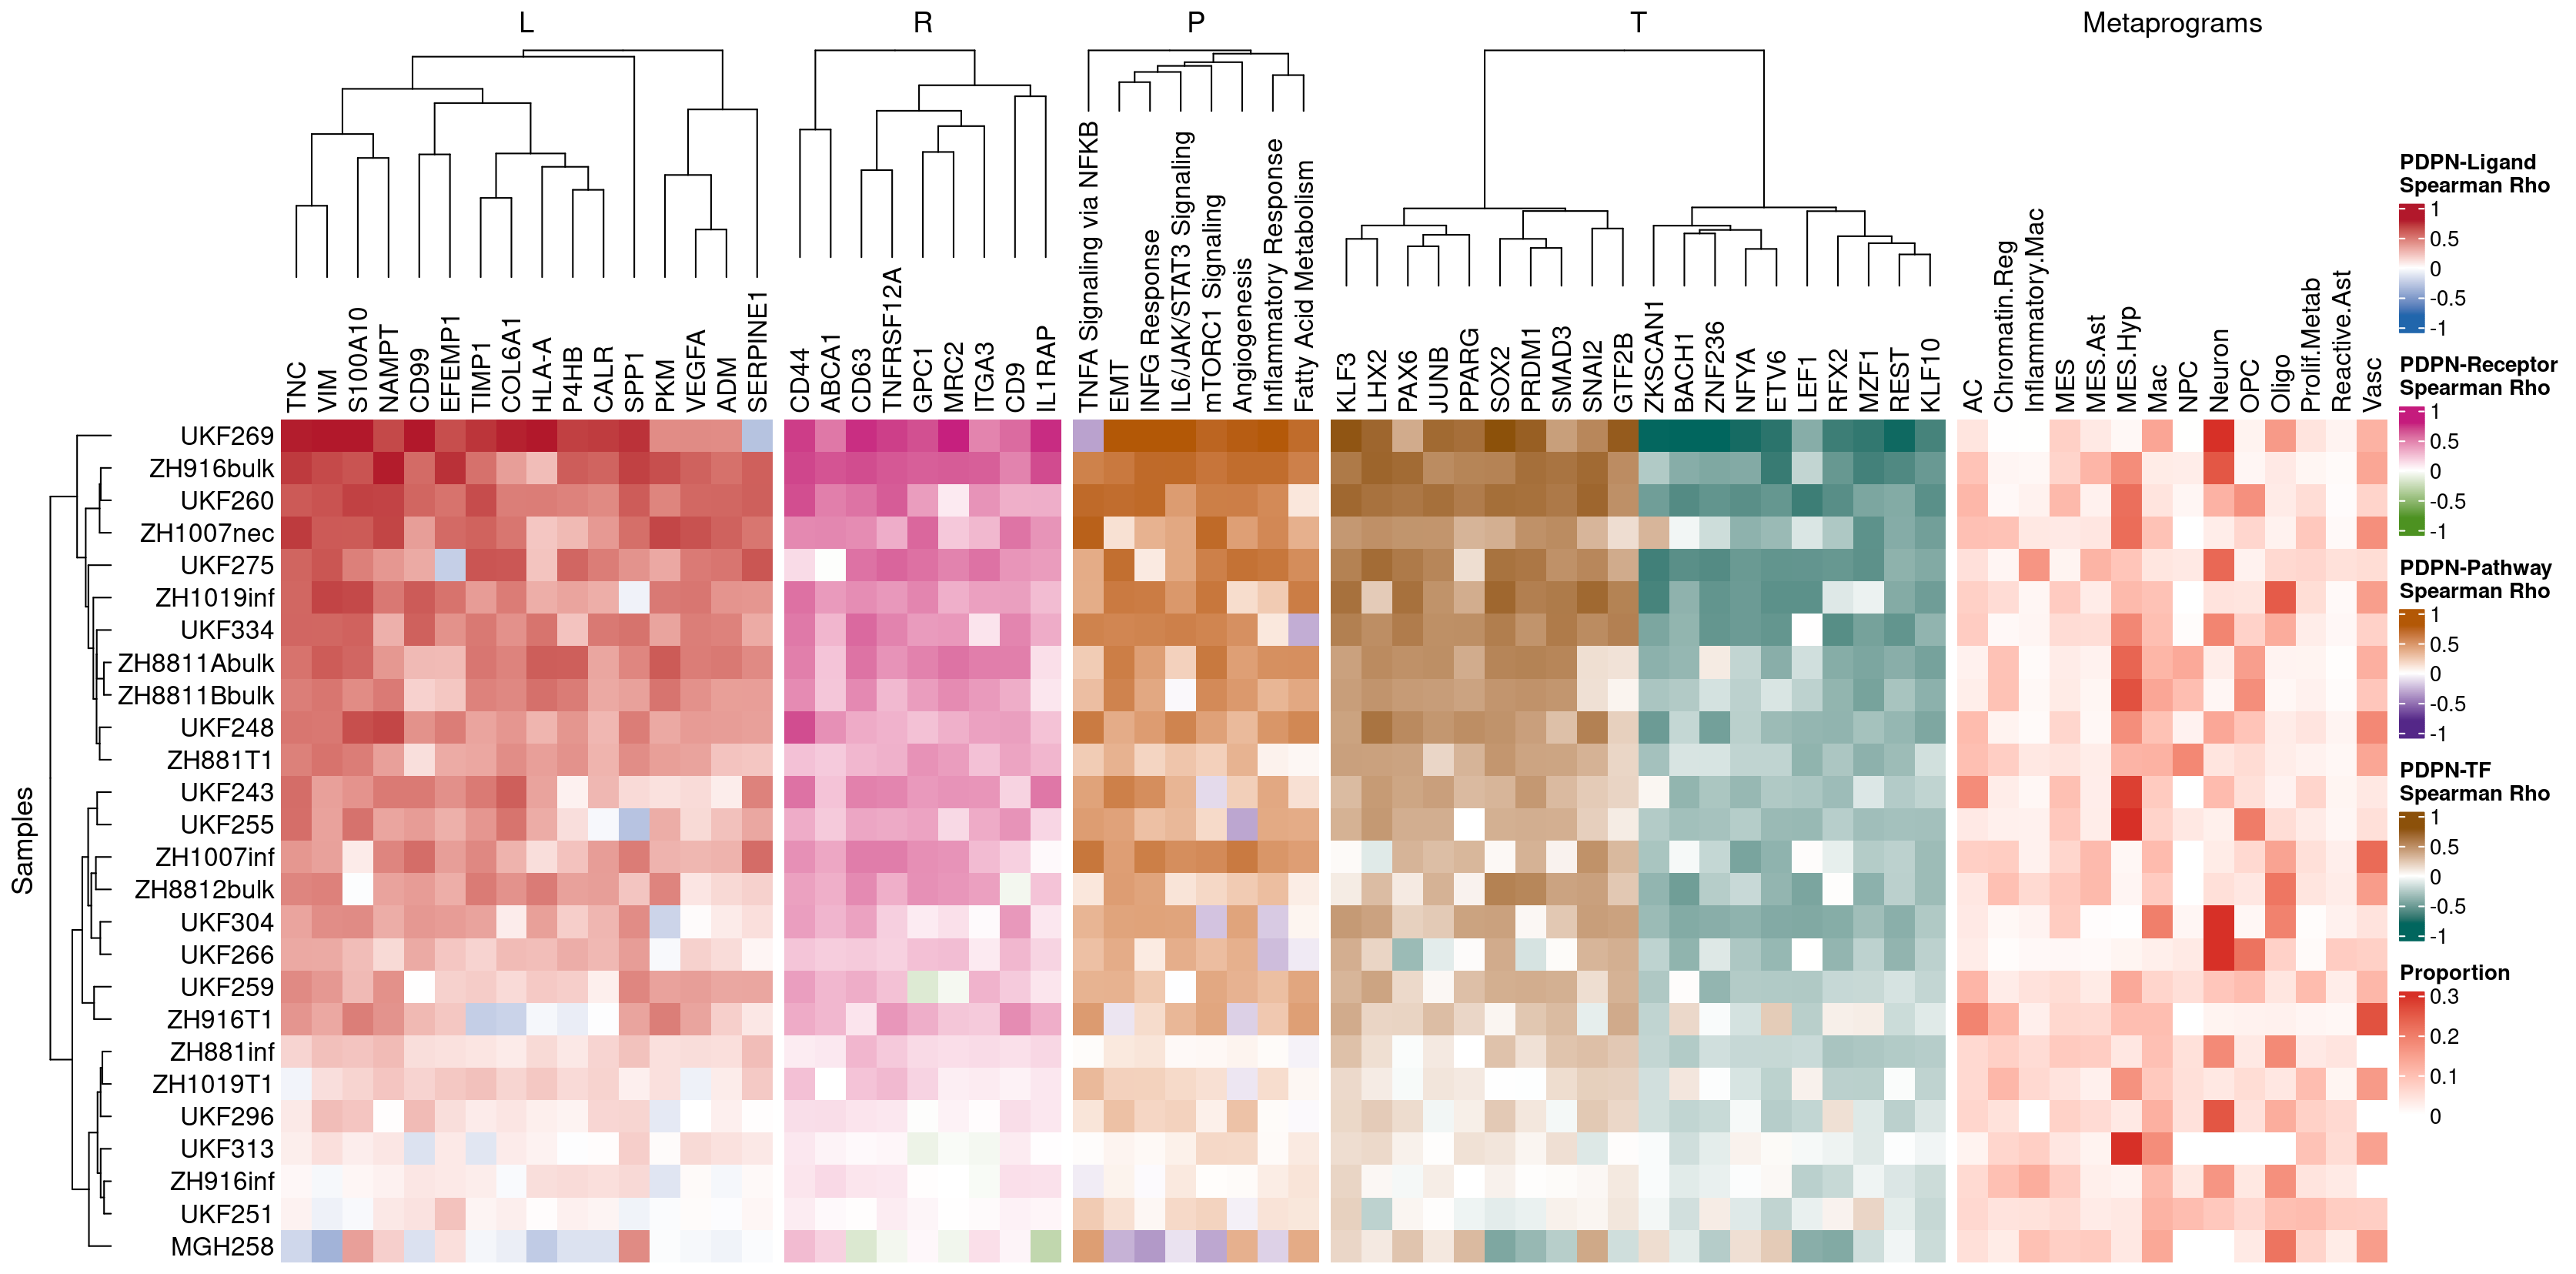 L
R
P
T
Metaprograms
TNC
VIM
S100A10
NAMPT
CD99
EFEMP1
TIMP1
COL6A1
HLA-A
P4HB
CALR
SPP1
PKM
VEGFA
ADM
SERPINE1
CD44
ABCA1
CD63
TNFRSF12A
GPC1
MRC2
ITGA3
CD9
IL1RAP
TNFA Signaling via NFKB
EMT
INFG Response
IL6/JAK/STAT3 Signaling
mTORC1 Signaling
Angiogenesis
Inflammatory Response
Fatty Acid Metabolism
KLF3
LHX2
PAX6
JUNB
PPARG
SOX2
PRDM1
SMAD3
SNAI2
GTF2B
ZKSCAN1
BACH1
ZNF236
NFYA
ETV6
LEF1
RFX2
MZF1
REST
KLF10
AC
Chromatin.Reg
Inflammatory.Mac
MES
MES.Ast
MES.Hyp
Mac
NPC
Neuron
OPC
Oligo
Prolif.Metab
Reactive.Ast
Vasc
Samples
UKF269
ZH916bulk
UKF260
ZH1007nec
UKF275
ZH1019inf
UKF334
ZH8811Abulk
ZH8811Bbulk
UKF248
ZH881T1
UKF243
UKF255
ZH1007inf
ZH8812bulk
UKF304
UKF266
UKF259
ZH916T1
ZH881inf
ZH1019T1
UKF296
UKF313
ZH916inf
UKF251
MGH258
PDPN-Ligand
Spearman Rho
1
0.5
0
-0.5
-1
PDPN-Receptor
Spearman Rho
1
0.5
0
-0.5
-1
PDPN-Pathway
Spearman Rho
1
0.5
0
-0.5
-1
PDPN-TF
Spearman Rho
1
0.5
0
-0.5
-1
Proportion
0.3
0.2
0.1
0